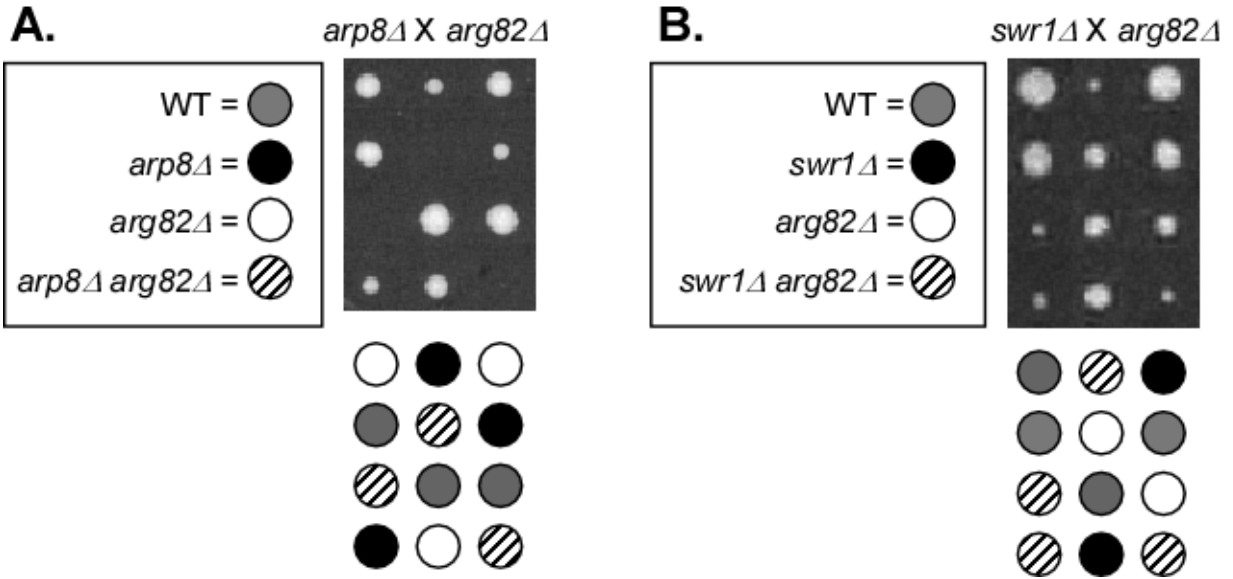 A.
arp8Δ X arg82Δ
WT =
arp8Δ =
arg82Δ =
arp8Δ arg82Δ =
B.
swr1Δ X arg82Δ
WT =
swr1Δ =
arg82Δ =
swr1Δ arg82Δ =